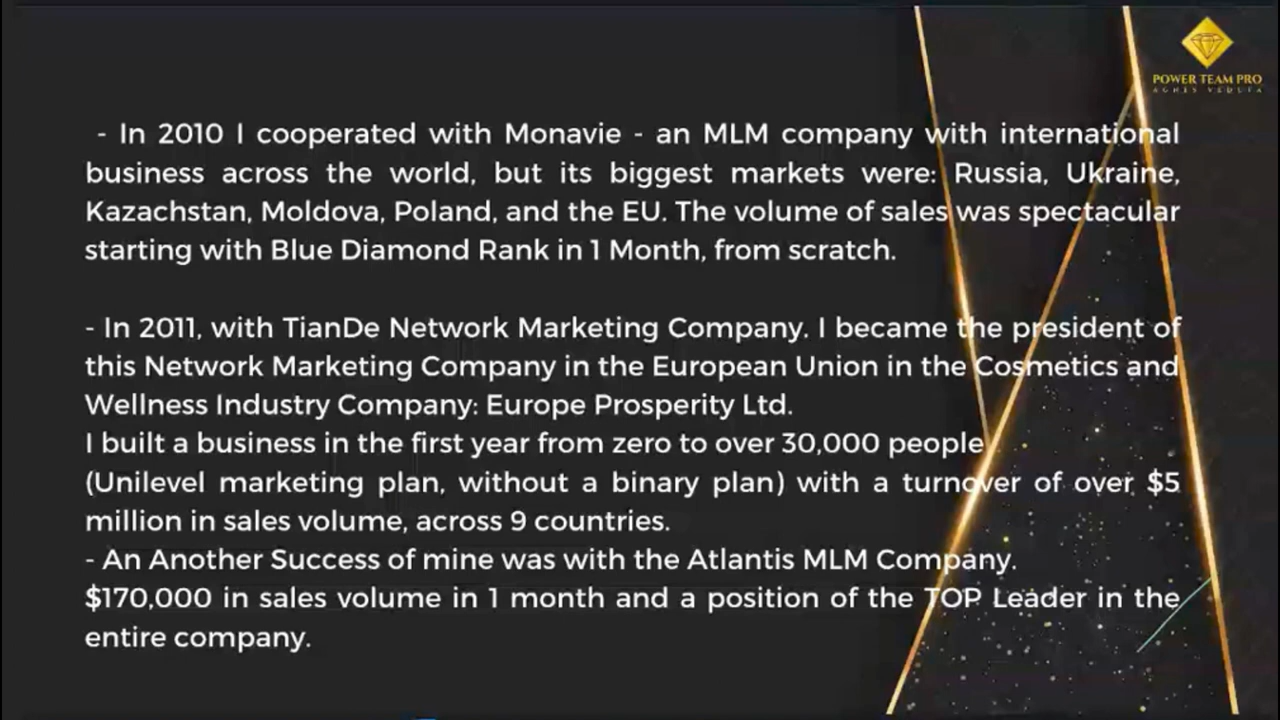 POWER TEAM PRO
- In 2010 I cooperated with Monavie - an MLM company with international
business across the world, but its biggest markets were: Russia, Ukraine,
Kazachstan, Moldova, Poland, and the EU. The volume of sales was spectacular
starting with Blue Diamond Rank in 1 Month, from scratch.
- In 2011, with TianDe Network Marketing Company. I became the president of
this Network Marketing Company in the European Union in the Cosmetics and
Wellness Industry Company: Europe Prosperity Ltd.
I built a business in the first year from zero to over 30,000 people
(Unilevel marketing plan, without a binary plan) with a turnover of over $5
million in sales volume, across 9 countries.
- An Another Success of mine was with the Atlantis MLM Company.
$170,000 in sales volume in 1 month and a position of the TOP Leader in the
entire company.